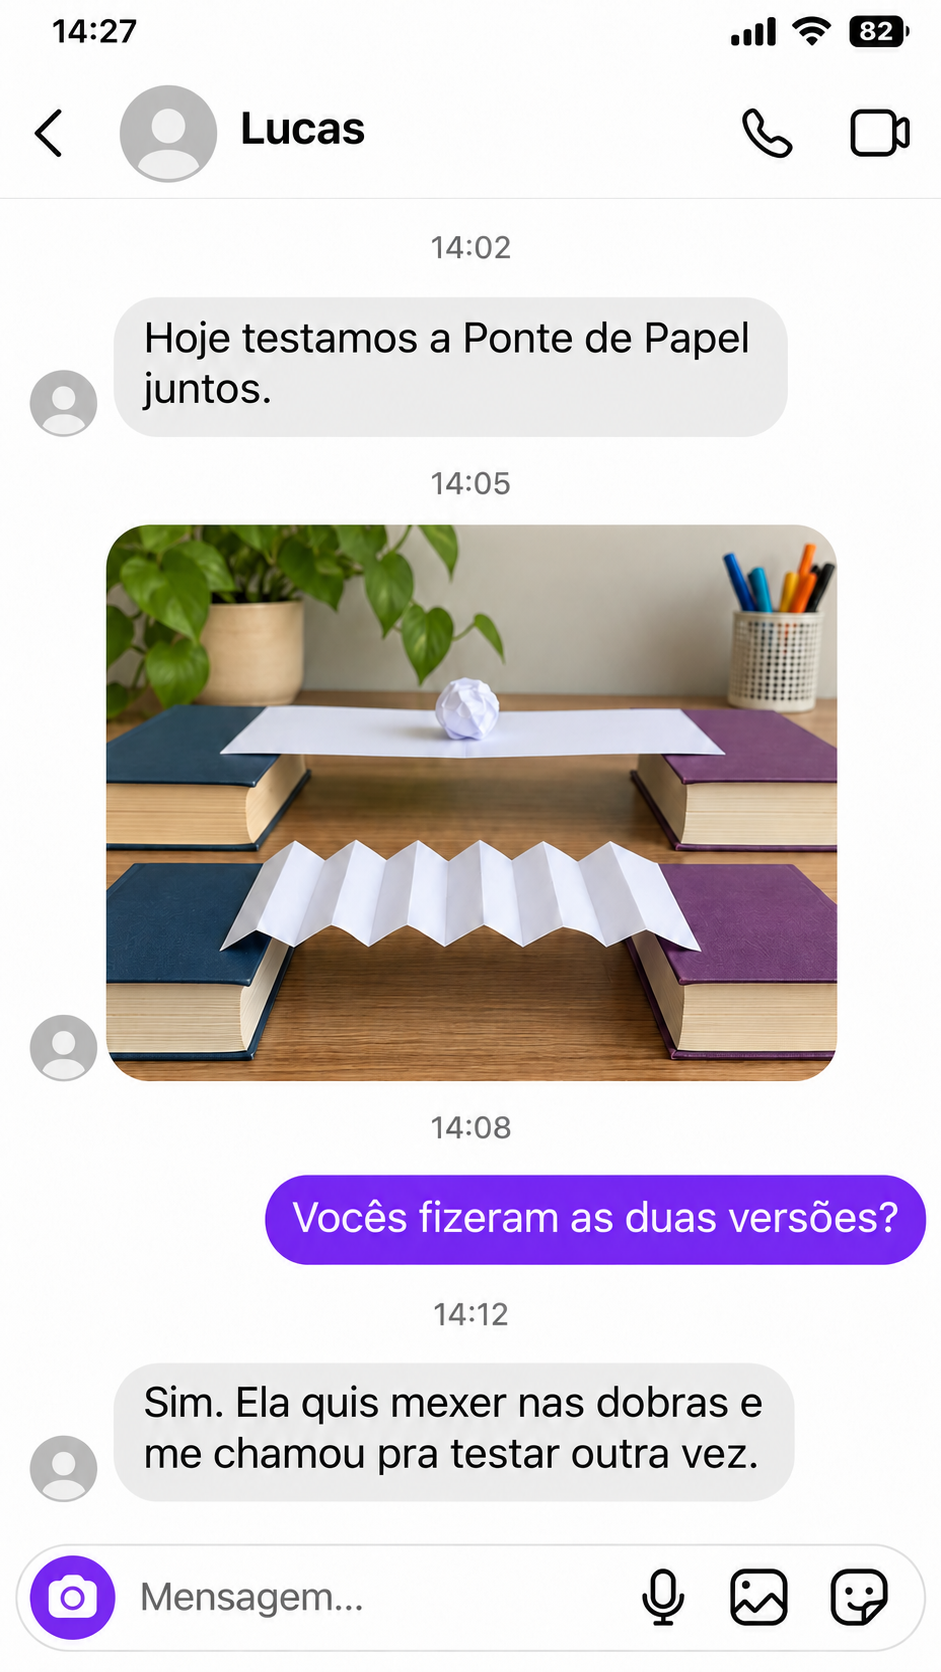 14:27
82
Lucas
14:02
Hoje testamos a Ponte de Papel
juntos.
14:05
14:08
Vocês fizeram as duas versões?
14:12
Sim. Ela quis mexer nas dobras e
me chamou pra testar outra vez.
Mensagem...